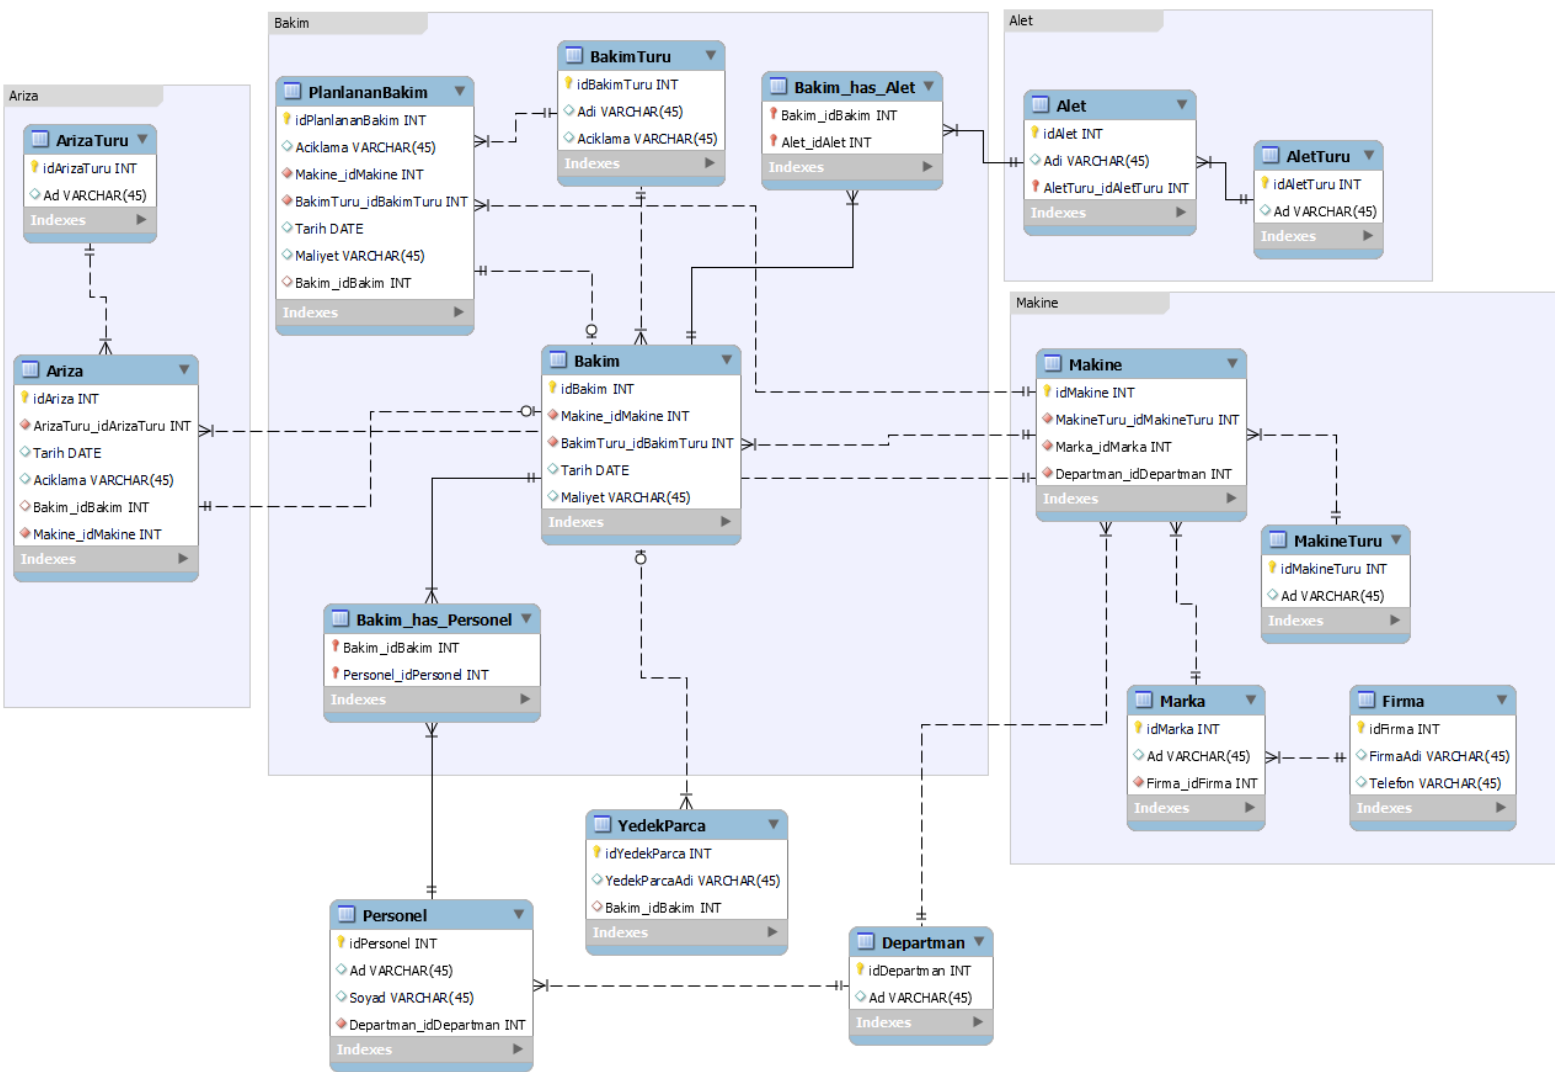 Bakim
BakimTuru
idBakimTuru INT
Adi VARCHAR(45)
Aciklama VARCHAR(45)
Indexes
PlanlananBakim
idPlanlananBakim INT
Aciklama VARCHAR(45)
Makine_idMakine INT
BakimTuru_idBakimTuru INT
Tarih DATE
Maliyet VARCHAR(45)
Bakim_idBakim INT
Indexes
Bakim_has_Alet
Bakim_idBakim INT
Alet_idAlet INT
Indexes
Alet
Alet
idAlet INT
Adi VARCHAR(45)
AletTuru_idAletTuru INT
Indexes
AletTuru
idAletTuru INT
Ad VARCHAR(45)
Indexes
Ariza
ArizaTuru
idArizaTuru INT
Ad VARCHAR(45)
Indexes
Ariza
idAriza INT
ArizaTuru_idArizaTuru INT
Tarih DATE
Aciklama VARCHAR(45)
Bakim_idBakim INT
Makine_idMakine INT
Indexes
Bakim
idBakim INT
Makine_idMakine INT
BakimTuru_idBakimTuru INT
Tarih DATE
Maliyet VARCHAR(45)
Indexes
Makine
Makine
idMakine INT
MakineTuru_idMakineTuru INT
Marka_idMarka INT
Departman_idDepartman INT
Indexes
MakineTuru
idMakineTuru INT
Ad VARCHAR(45)
Indexes
Bakim_has_Personel
Bakim_idBakim INT
Personel_idPersonel INT
Indexes
Marka
idMarka INT
Ad VARCHAR(45)
Firma_idFirma INT
Indexes
Firma
idFirma INT
FirmaAdi VARCHAR(45)
Telefon VARCHAR(45)
Indexes
YedekParca
idYedekParca INT
YedekParcaAdi VARCHAR(45)
Bakim_idBakim INT
Indexes
Personel
idPersonel INT
Ad VARCHAR(45)
Soyad VARCHAR(45)
Departman_idDepartman INT
Indexes
Departman
idDepartman INT
Ad VARCHAR(45)
Indexes